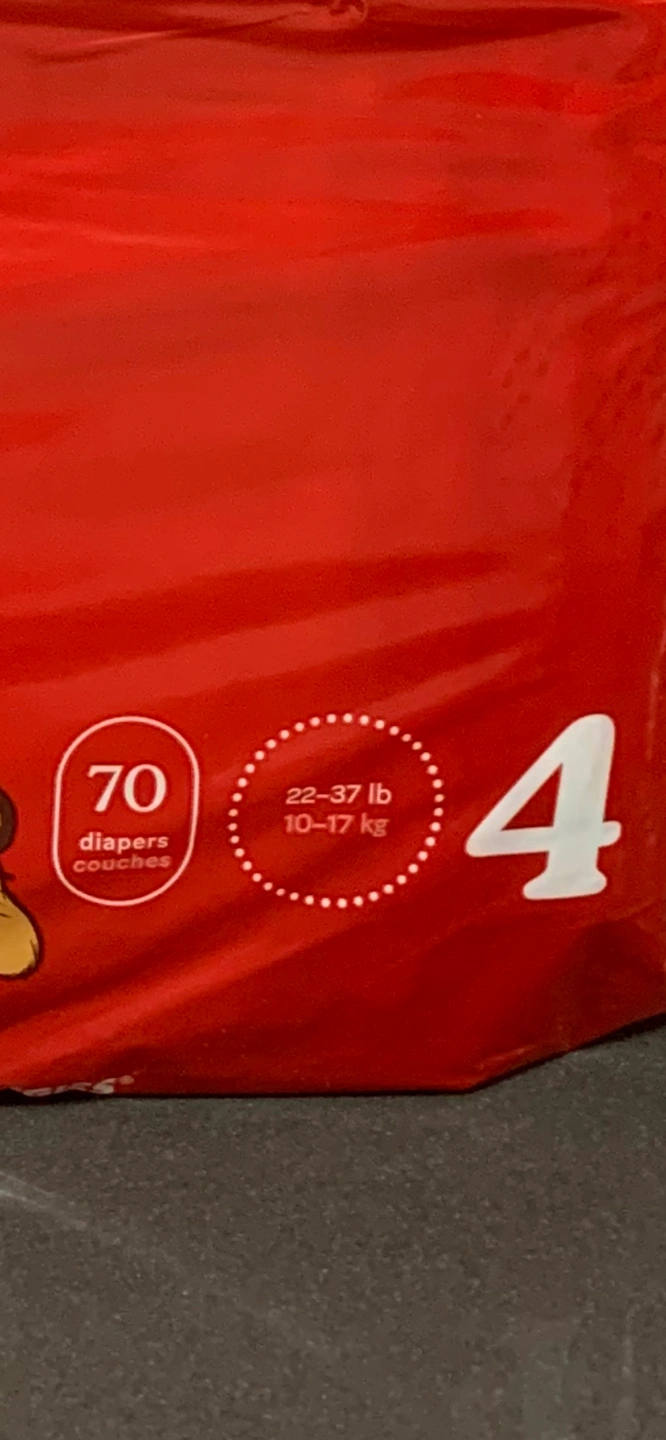 70
diapers
couches
22–37 lb
10–17 kg
4